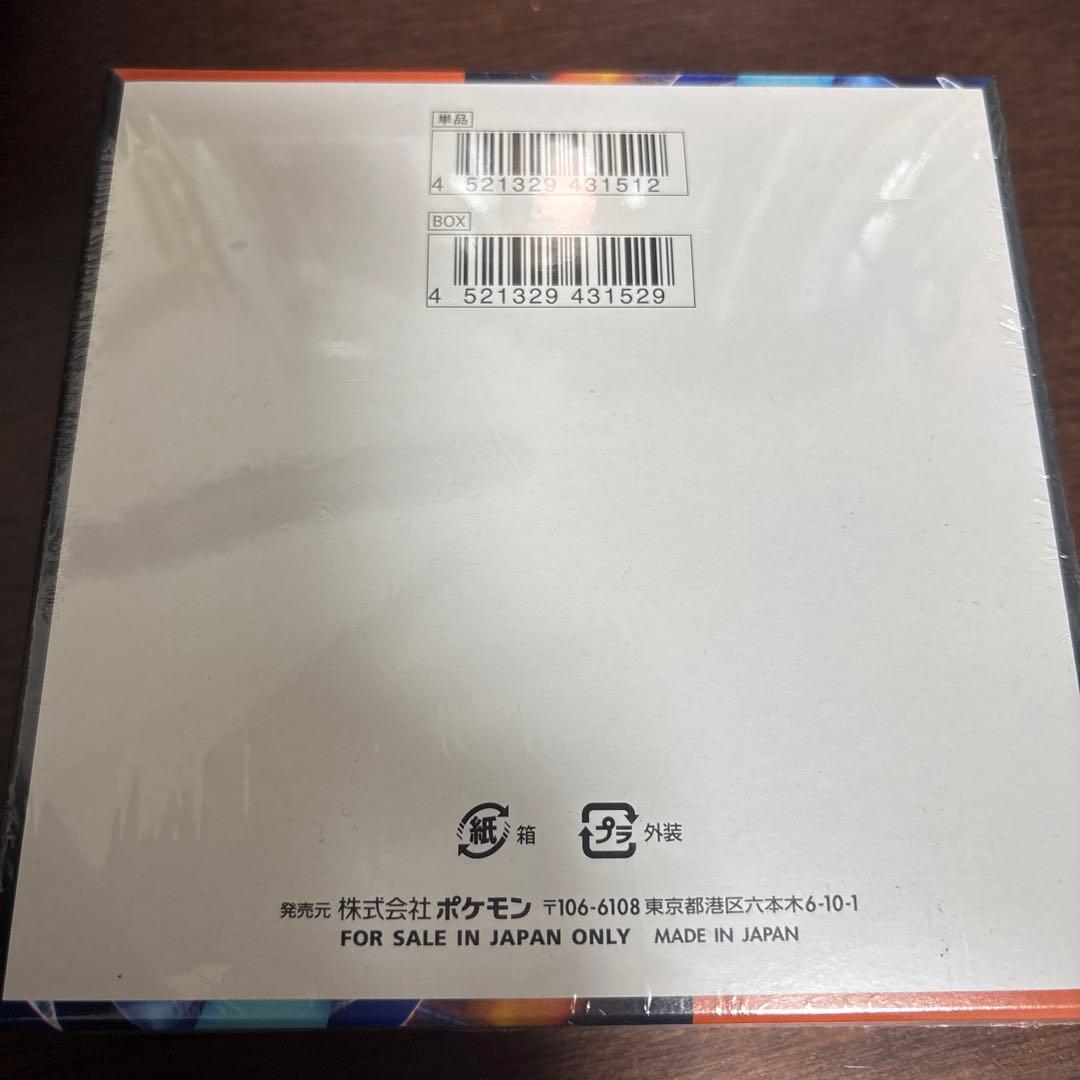 単品
4 521329 431512
BOX
4 521329 431529
紙 箱 プラ 外装
発売元 株式会社 ポケモン 〒106-6108 東京都港区六本木6-10-1
FOR SALE IN JAPAN ONLY MADE IN JAPAN